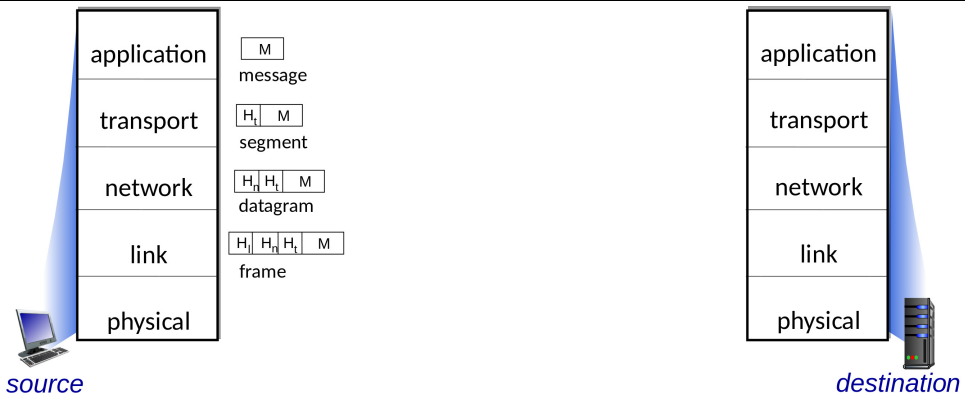 application
M
message
transport
Ht M
segment
network
Hn Ht M
datagram
link
Hl Hn Ht M
frame
physical
source
application
transport
network
link
physical
destination